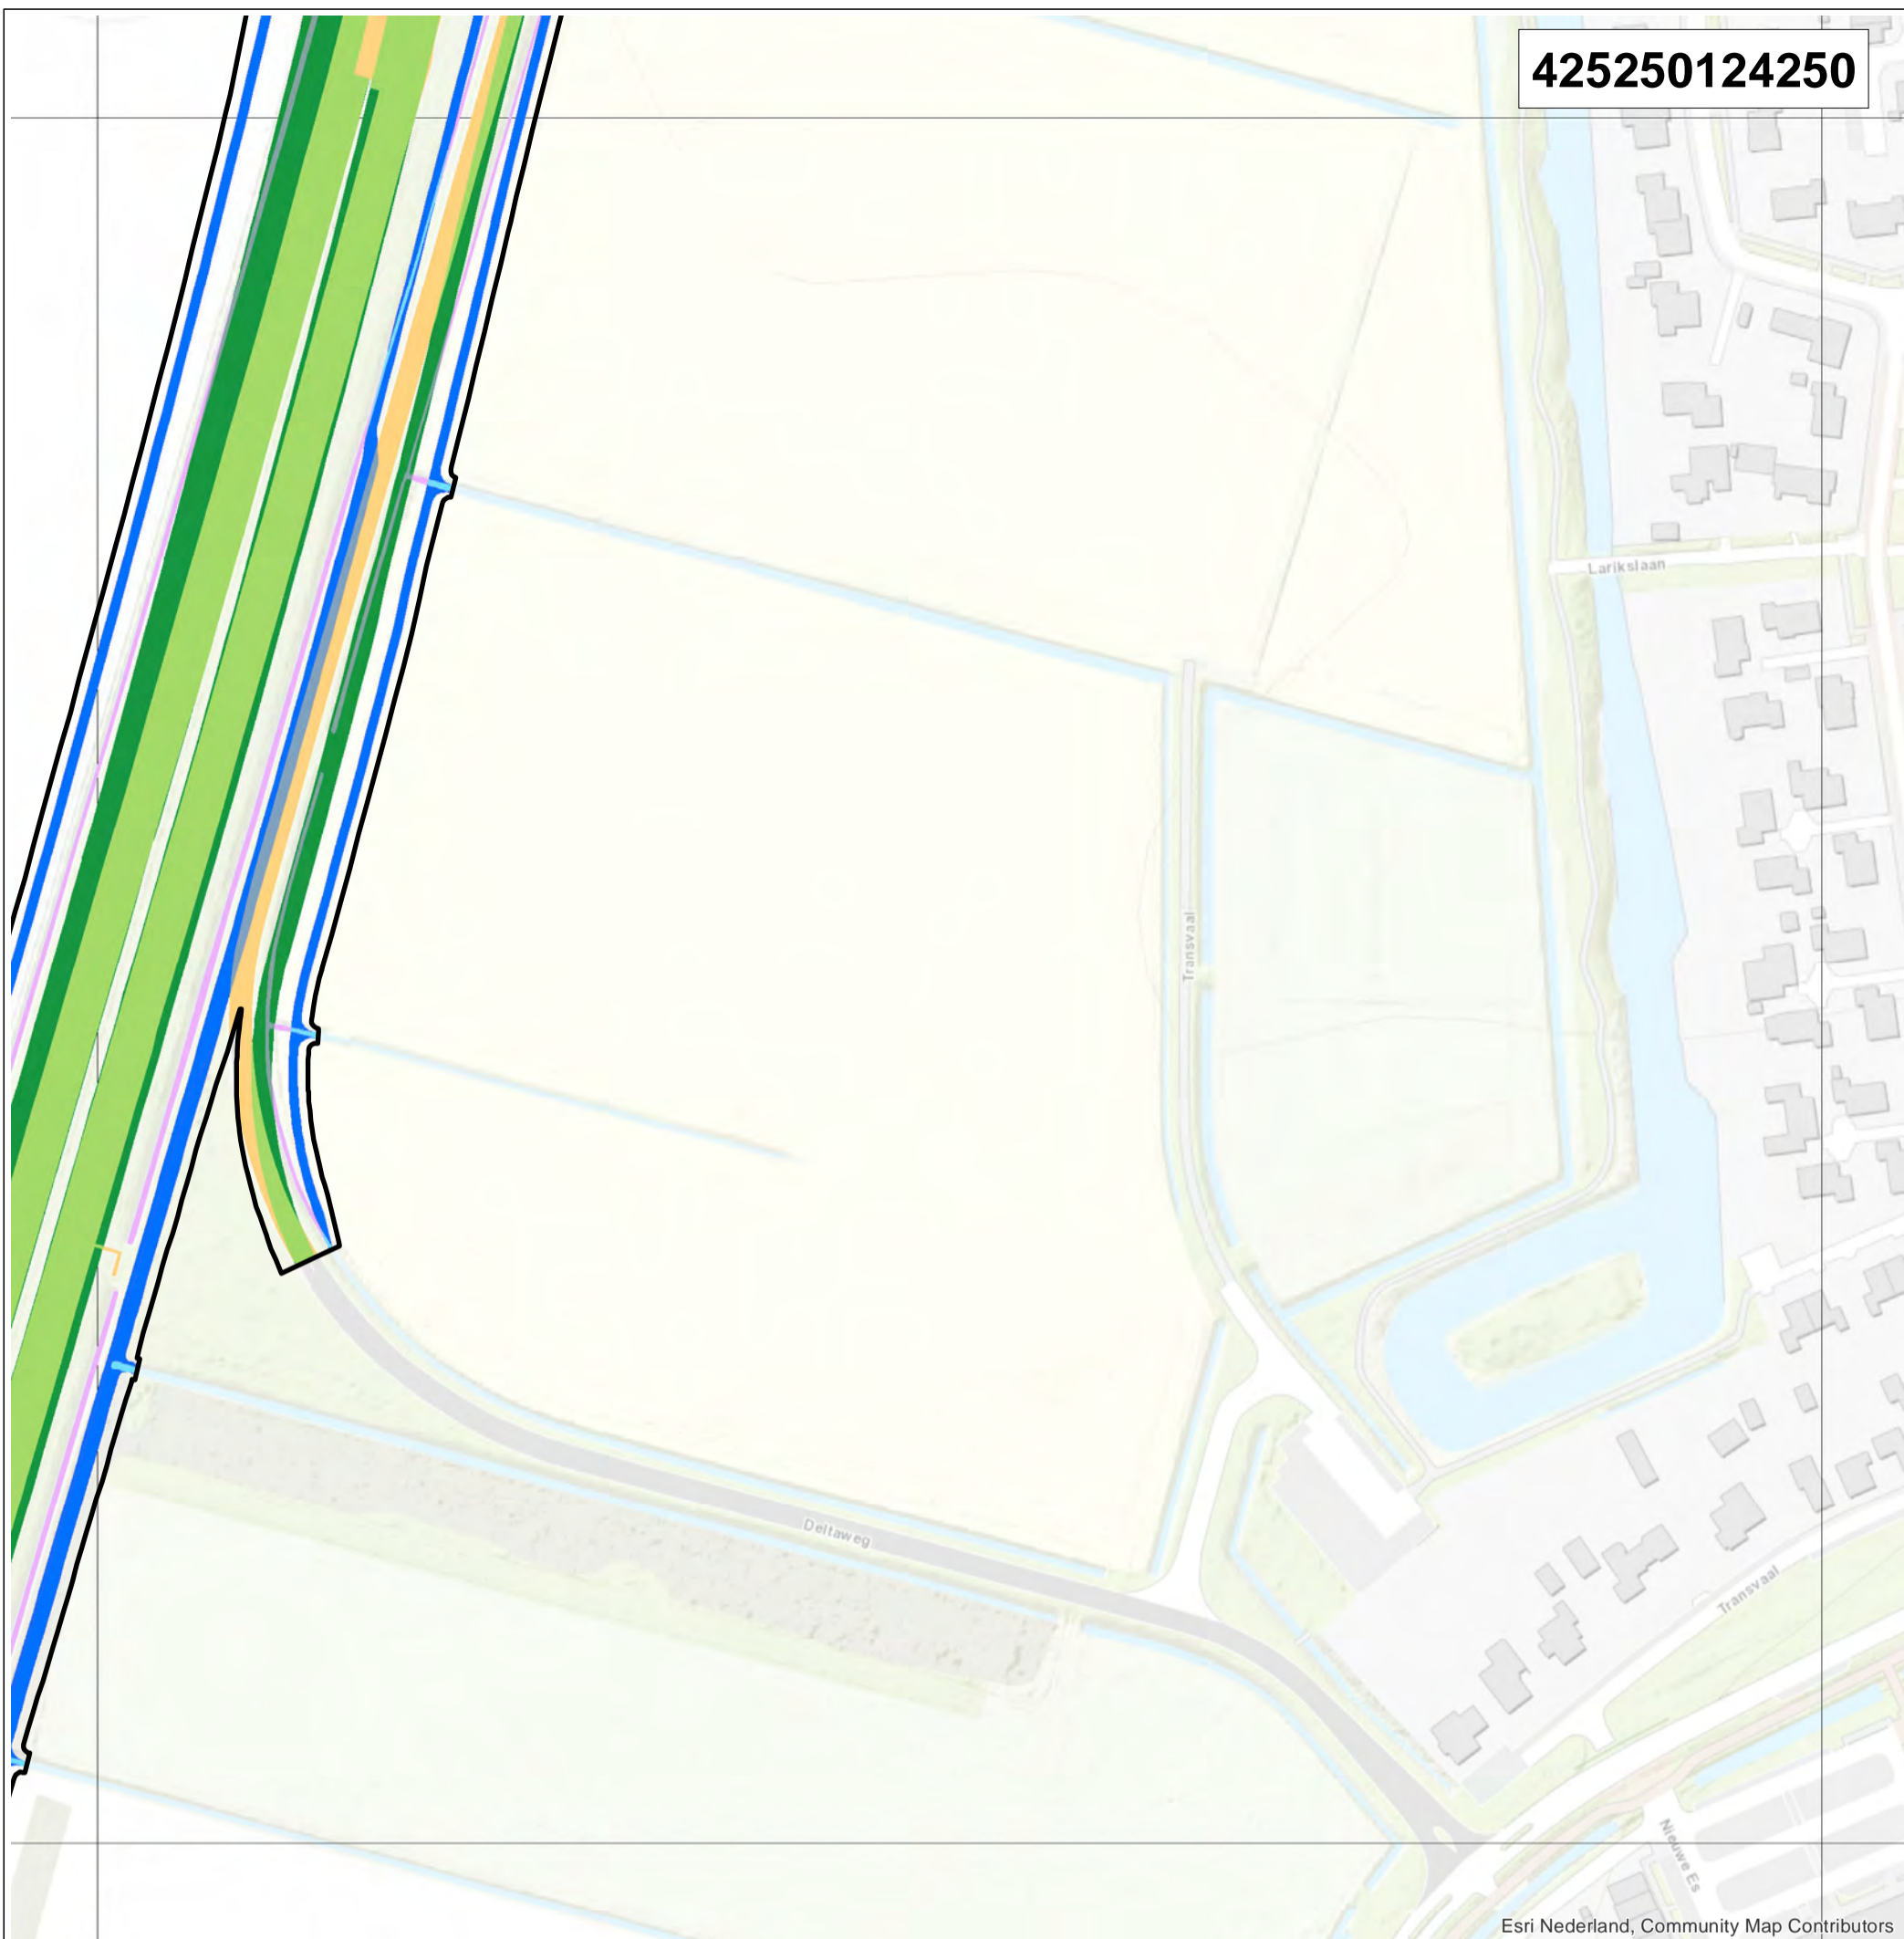 425250124250
Larikslaan
Transvaal
Deltaweg
Transvaal
Nieuwe Es
Esri Nederland, Community Map Contributors